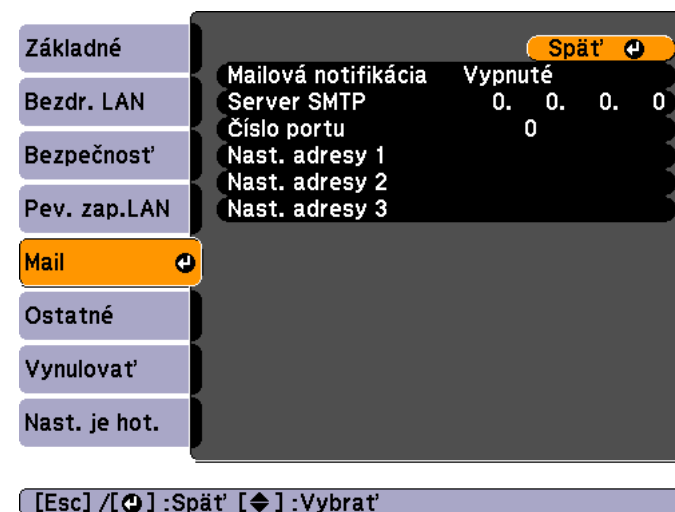 Základné
Bezdr. LAN
Bezpečnosť
Pev. zap.LAN
Mail
Ostatné
Vynulovať
Nast. je hot.
Späť
Mailová notifikácia Vypnuté
Server SMTP 0. 0. 0. 0
Číslo portu 0
Nast. adresy 1
Nast. adresy 2
Nast. adresy 3
[Esc] /[⏎] :Späť [◆] :Vybrať